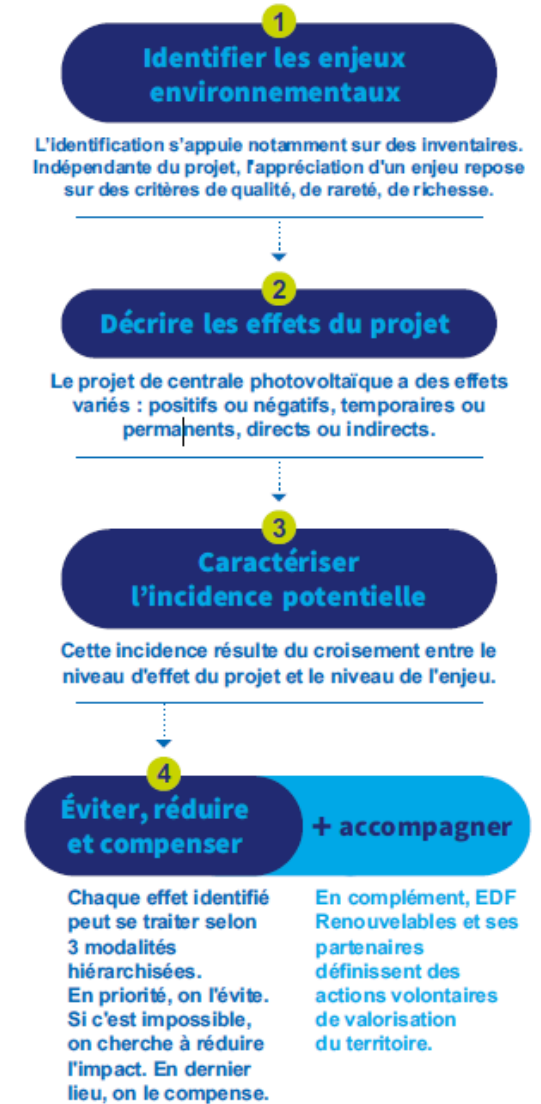 1
Identifier les enjeux
environnementaux
L'identification s'appuie notamment sur des inventaires.
Indépendante du projet, l'appréciation d'un enjeu repose
sur des critères de qualité, de rareté, de richesse.
2
Décrire les effets du projet
Le projet de centrale photovoltaïque a des effets
variés : positifs ou négatifs, temporaires ou
permanents, directs ou indirects.
3
Caractériser
l'incidence potentielle
Cette incidence résulte du croisement entre le
niveau d'effet du projet et le niveau de l'enjeu.
4
Éviter, réduire
et compenser
+ accompagner
Chaque effet identifié
peut se traiter selon
3 modalités
hiérarchisées.
En priorité, on l'évite.
Si c'est impossible,
on cherche à réduire
l'impact. En dernier
lieu, on le compense.
En complément, EDF
Renouvelables et ses
partenaires
définissent des
actions volontaires
de valorisation
du territoire.